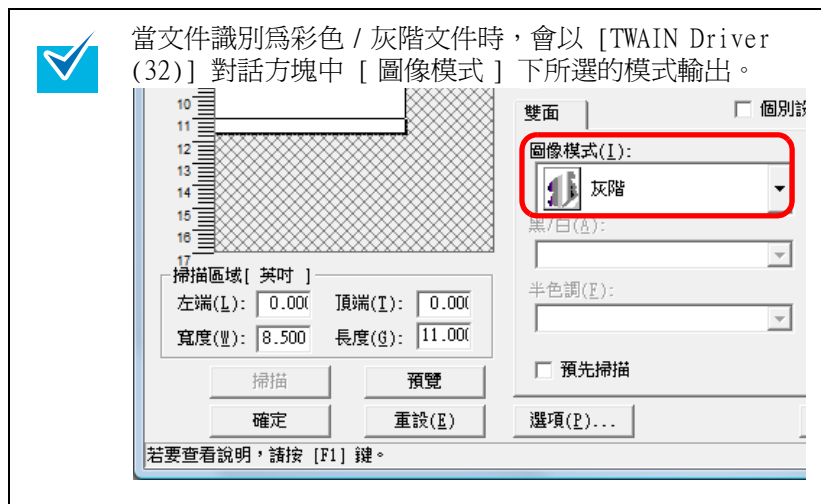 當文件識別爲彩色 / 灰階文件時，會以 [TWAIN Driver
(32)] 對話方塊中 [ 圖像模式 ] 下所選的模式輸出。
10
11
12
13
14
15
16
17
雙面
個別設
圖像模式(I):
灰階
黑/白(A):
半色調(F):
預先掃描
掃描區域[ 英吋 ]
左端(L): 0.000 頂端(T): 0.000
寬度(W): 8.500 長度(G): 11.000
掃描 預覽
確定 重設(E) 選項(P)...
若要查看說明，請按 [F1] 鍵。